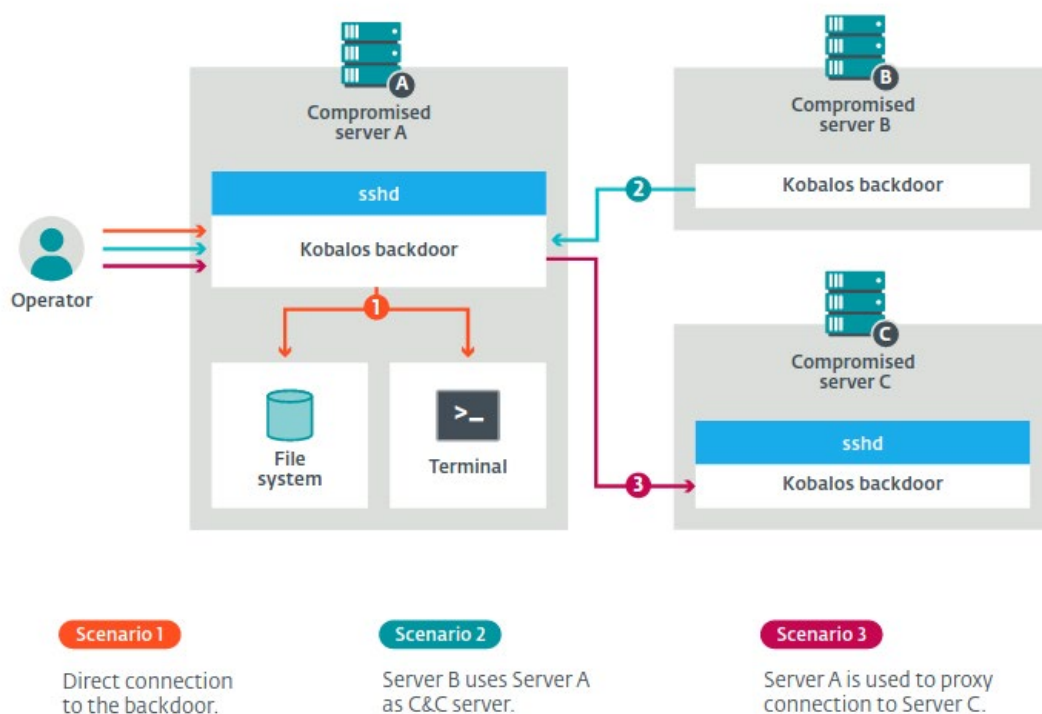 A
Compromised
server A
sshd
Kobalos backdoor
Operator
1
File
system
>_
Terminal
B
Compromised
server B
2
Kobalos backdoor
C
Compromised
server C
sshd
3
Kobalos backdoor
Scenario 1
Direct connection
to the backdoor.
Scenario 2
Server B uses Server A
as C&C server.
Scenario 3
Server A is used to proxy
connection to Server C.